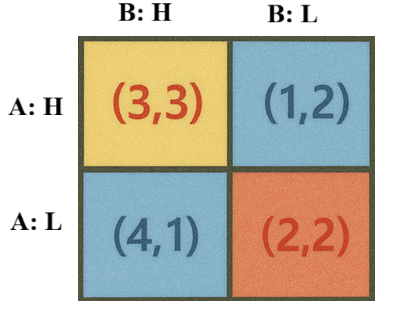 B: H B: L
A: H (3,3) (1,2)
A: L (4,1) (2,2)